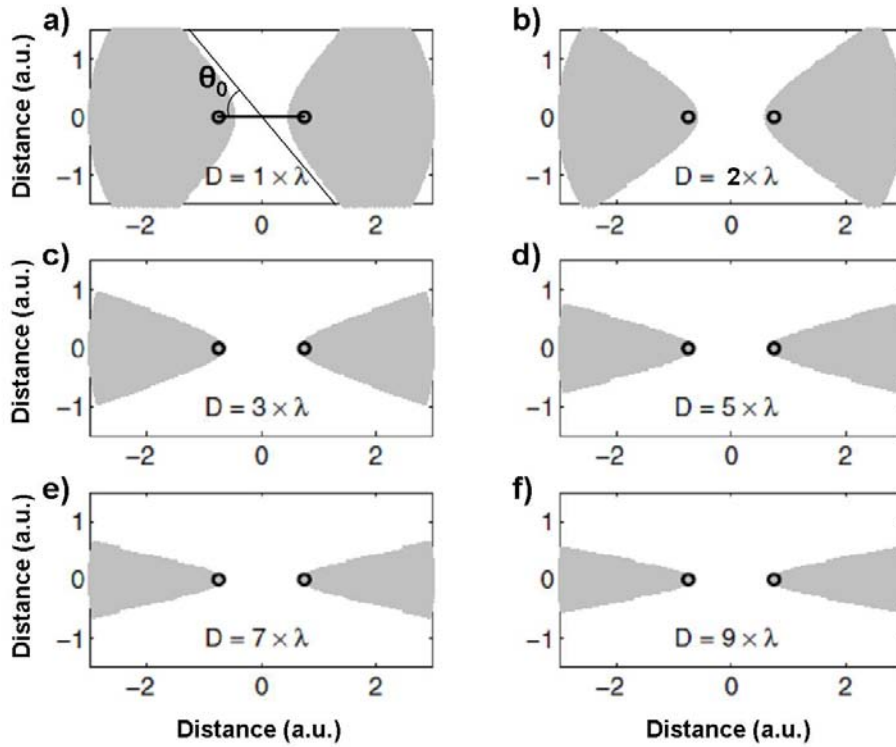 a)
b)
Distance (a.u.)
1
0
−1
θ0
D = 1 × λ
−2
0
2
1
0
−1
D = 2 × λ
−2
0
2
c)
d)
Distance (a.u.)
1
0
−1
D = 3 × λ
−2
0
2
1
0
−1
D = 5 × λ
−2
0
2
e)
f)
Distance (a.u.)
1
0
−1
D = 7 × λ
−2
0
2
1
0
−1
D = 9 × λ
−2
0
2
Distance (a.u.)
Distance (a.u.)